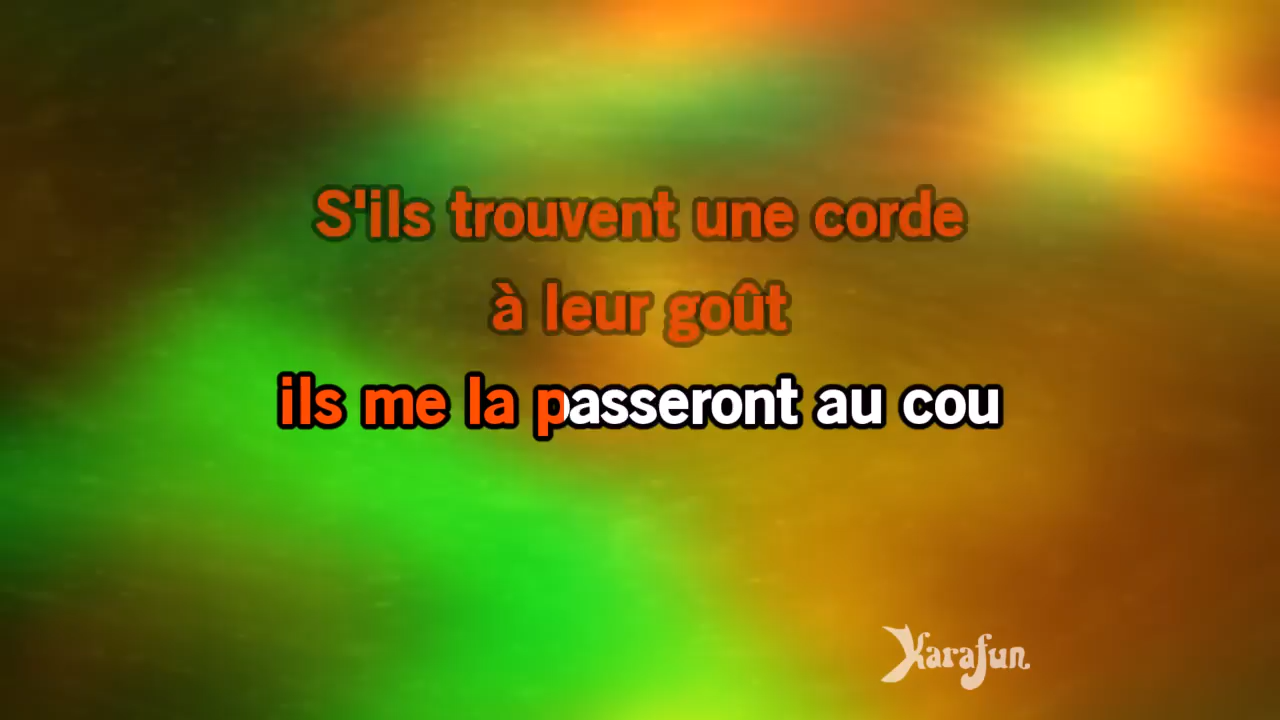 S'ils trouvent une corde
à leur goût
ils me la passeront au cou
Karafun